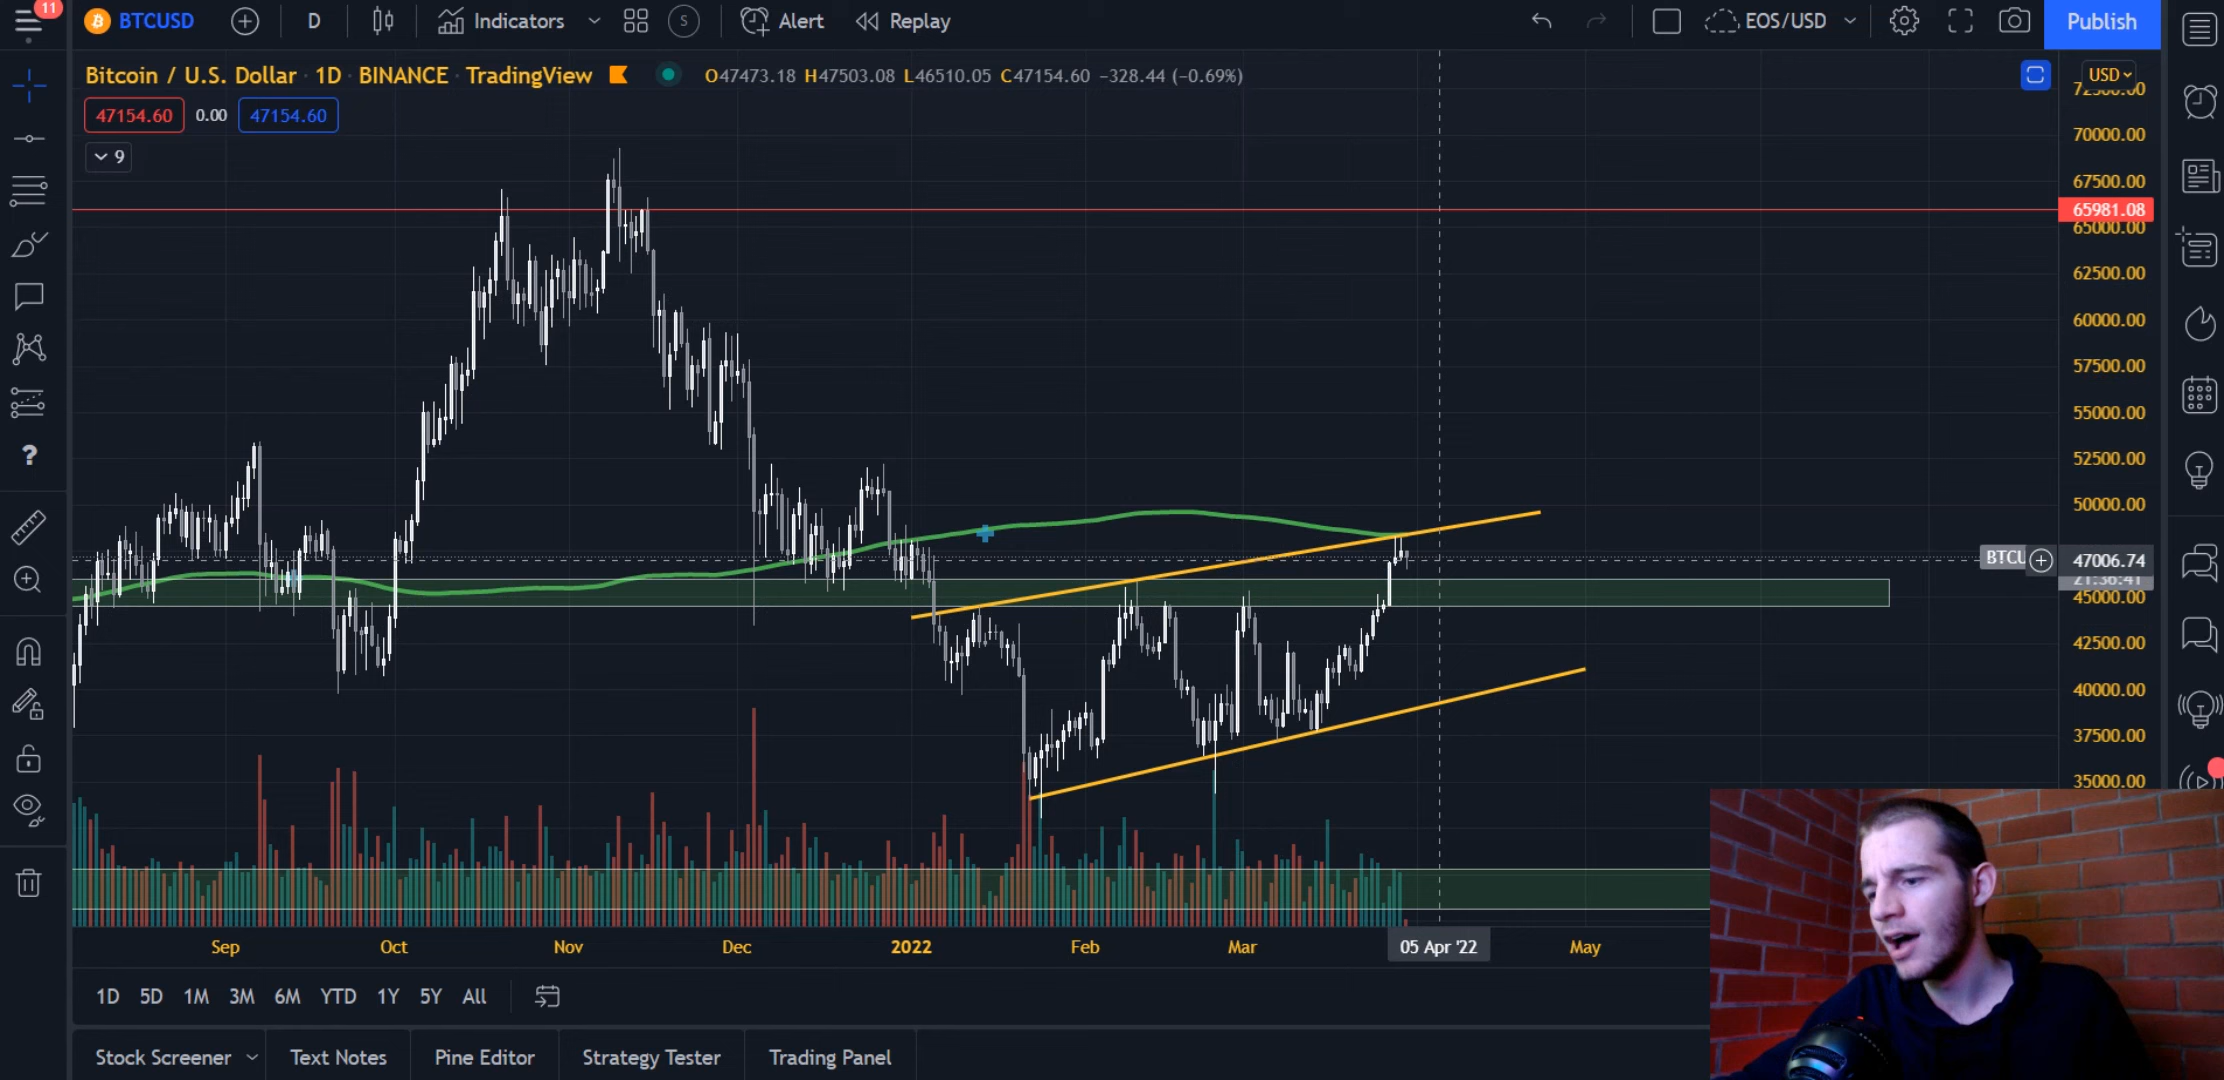 11
BTCUSD D Indicators S Alert Replay EOS/USD Publish
Bitcoin / U.S. Dollar · 1D · BINANCE · TradingView O47473.18 H47503.08 L46510.05 C47154.60 −328.44 (−0.69%)
USD
47154.60 0.00 47154.60
9
70000.00
67500.00
65981.08
65000.00
62500.00
60000.00
57500.00
55000.00
52500.00
50000.00
BTCU 47006.74
21:36:41
45000.00
42500.00
40000.00
37500.00
35000.00
Sep Oct Nov Dec 2022 Feb Mar 05 Apr '22 May
1D 5D 1M 3M 6M YTD 1Y 5Y All
Stock Screener Text Notes Pine Editor Strategy Tester Trading Panel